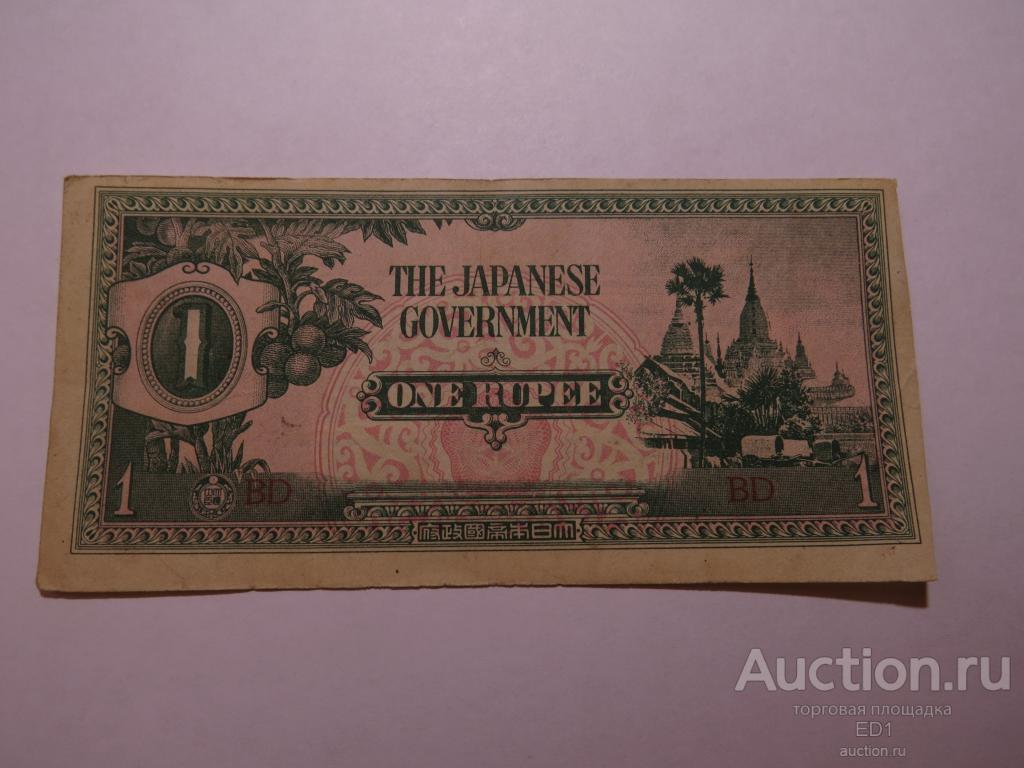 THE JAPANESE
GOVERNMENT
1
ONE RUPEE
1
BD
BD
1
府政國帝本日大
Auction.ru
торговая площадка
ED1
auction.ru